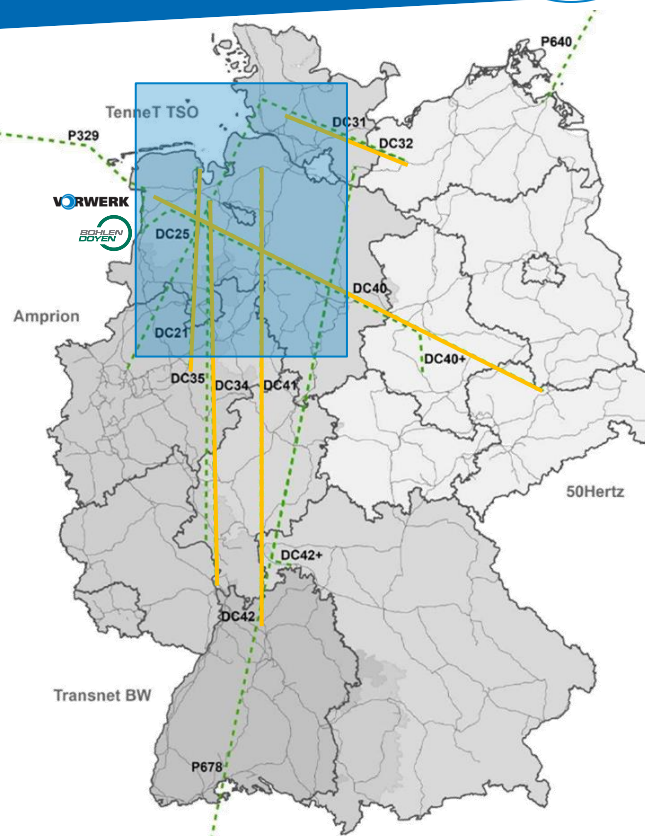 P640
TenneT TSO
DC31
P329
DC32
VORWERK
BOHLEN
DOYEN
DC25
DC40
Amprion
DC21
DC40+
DC35
DC34
DC41
50Hertz
DC42+
DC42
Transnet BW
P678